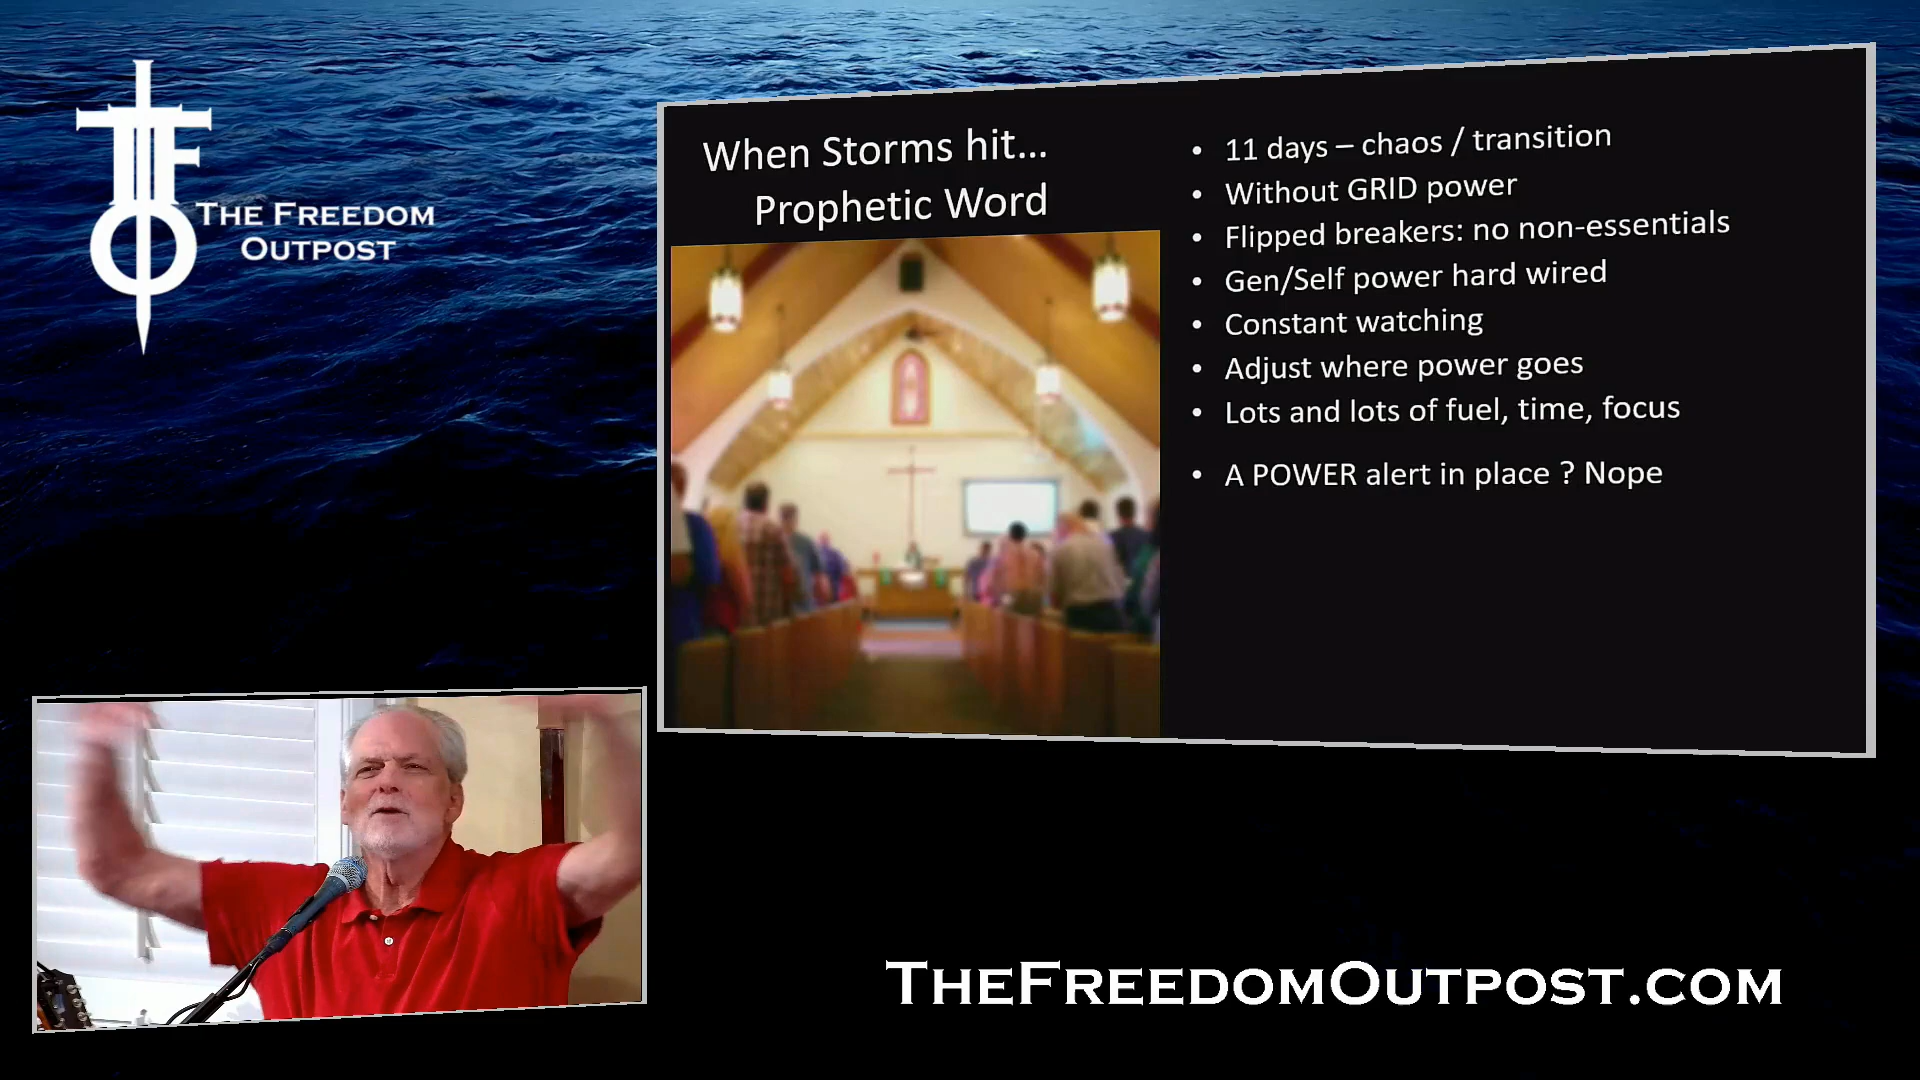 The Freedom
Outpost
When Storms hit...
Prophetic Word
• 11 days – chaos / transition
• Without GRID power
• Flipped breakers: no non-essentials
• Gen/Self power hard wired
• Constant watching
• Adjust where power goes
• Lots and lots of fuel, time, focus
• A POWER alert in place ? Nope
TheFreedomOutpost.com